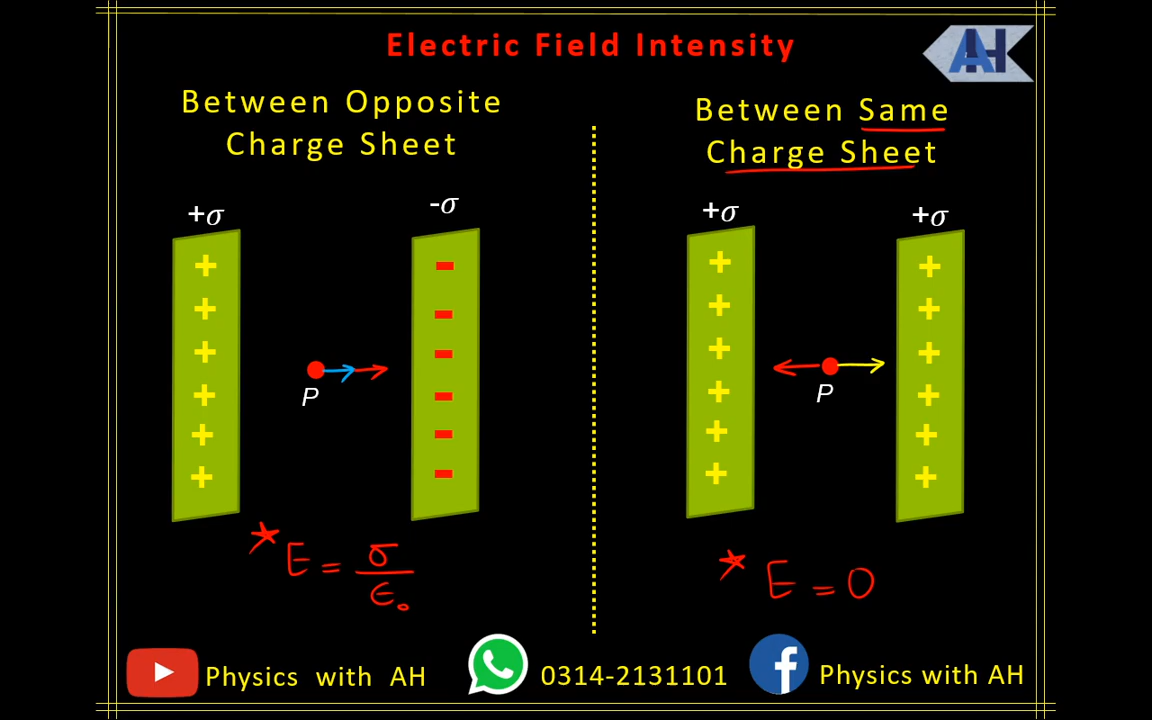 Electric Field Intensity
AH
Between Opposite
Charge Sheet
+σ
-σ
+
+
+
+
+
+
-
-
-
-
-
-
P
*E = σ/ε₀
Between Same
Charge Sheet
+σ
+σ
+
+
+
+
+
+
+
+
+
+
+
+
P
*E = 0
Physics with AH
0314-2131101
Physics with AH